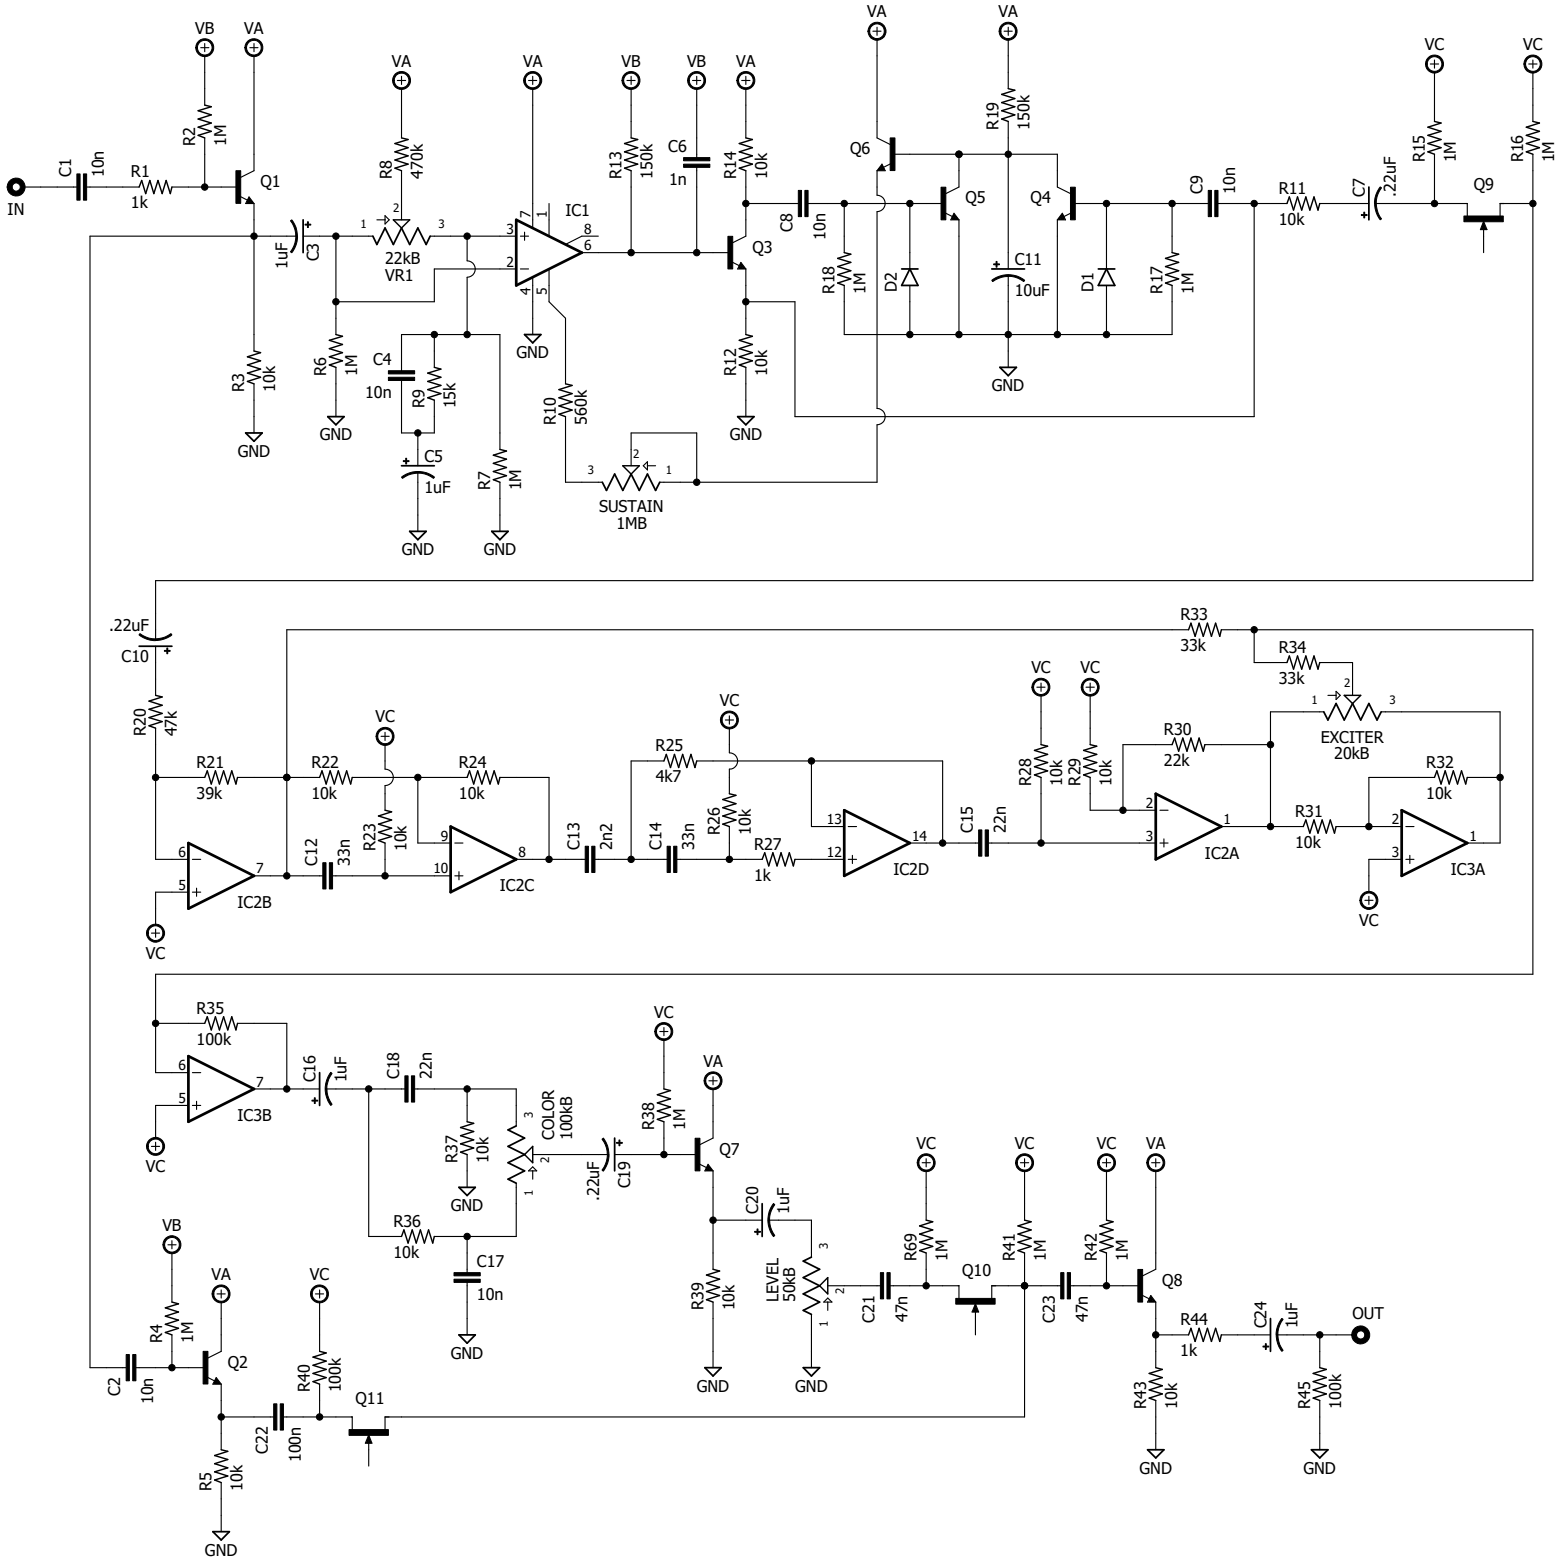 VA
VA
VB
VA
VC
VC
VA
VA
VB
VB
VA
R19
150k
R2
1M
R8
470k
R13
150k
C6
1n
R14
10k
Q6
R15
1M
R16
1M
C1
10n
R1
1k
Q1
IN
C3
1uF
1
2
3
22kB
VR1
7
1
IC1
8
3
+
6
2
−
4
5
GND
Q3
C8
10n
Q5
Q4
C9
10n
R11
10k
C7
.22uF
Q9
R18
1M
D2
C11
10uF
D1
R17
1M
GND
R3
10k
GND
R6
1M
GND
C4
10n
R9
15k
C5
1uF
GND
R7
1M
GND
R10
560k
R12
10k
GND
3
2
1
SUSTAIN
1MB
.22uF
C10
R33
33k
R34
33k
R20
47k
VC
VC
VC
VC
1
2
3
EXCITER
20kB
R21
39k
R22
10k
R24
10k
R25
4k7
R28
10k
R29
10k
R30
22k
R32
10k
R23
10k
R26
10k
6
−
5
+
7
IC2B
VC
C12
33n
9
−
10
+
8
IC2C
C13
2n2
C14
33n
R27
1k
13
−
12
+
14
IC2D
C15
22n
2
−
3
+
1
IC2A
R31
10k
2
−
3
+
1
IC3A
VC
R35
100k
6
−
5
+
7
IC3B
VC
C16
1uF
C18
22n
R37
10k
GND
3
2
1
COLOR
100kB
R36
10k
C17
10n
GND
.22uF
C19
VC
R38
1M
VA
Q7
R39
10k
GND
C20
1uF
3
2
1
LEVEL
50kB
GND
C21
47n
VC
R69
1M
Q10
VC
R41
1M
C23
47n
VC
R42
1M
VA
Q8
R44
1k
C24
1uF
OUT
R43
10k
GND
R45
100k
GND
VB
VA
VC
R4
1M
C2
10n
Q2
R40
100k
Q11
C22
100n
R5
10k
GND